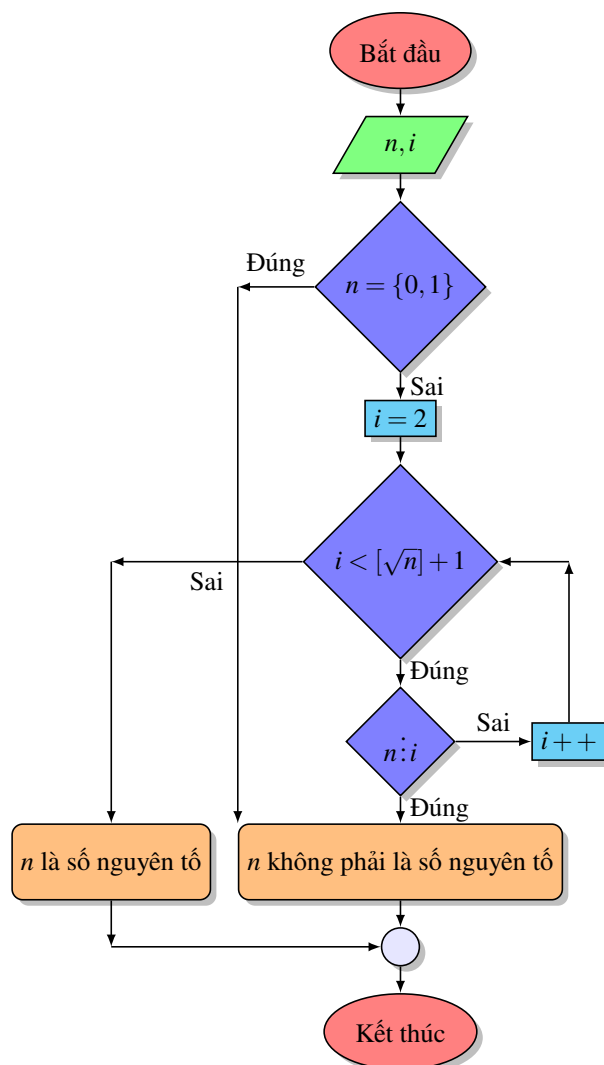 Bắt đầu
n, i
Đúng
n = {0, 1}
Sai
i = 2
i < [√n] + 1
Sai
Đúng
n⋮i
Sai
i + +
Đúng
n là số nguyên tố
n không phải là số nguyên tố
Kết thúc